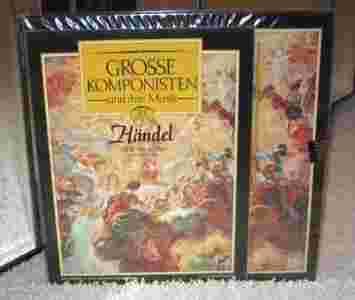 GROSSE
KOMPONISTEN
und ihre Musik
Händel